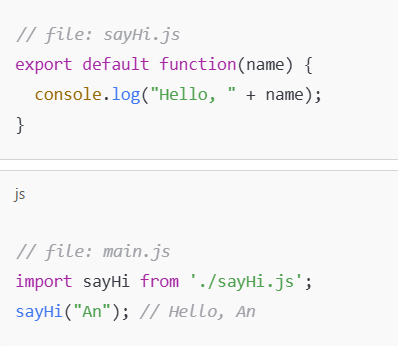 // file: sayHi.js
export default function(name) {
  console.log("Hello, " + name);
}
js
// file: main.js
import sayHi from './sayHi.js';
sayHi("An"); // Hello, An